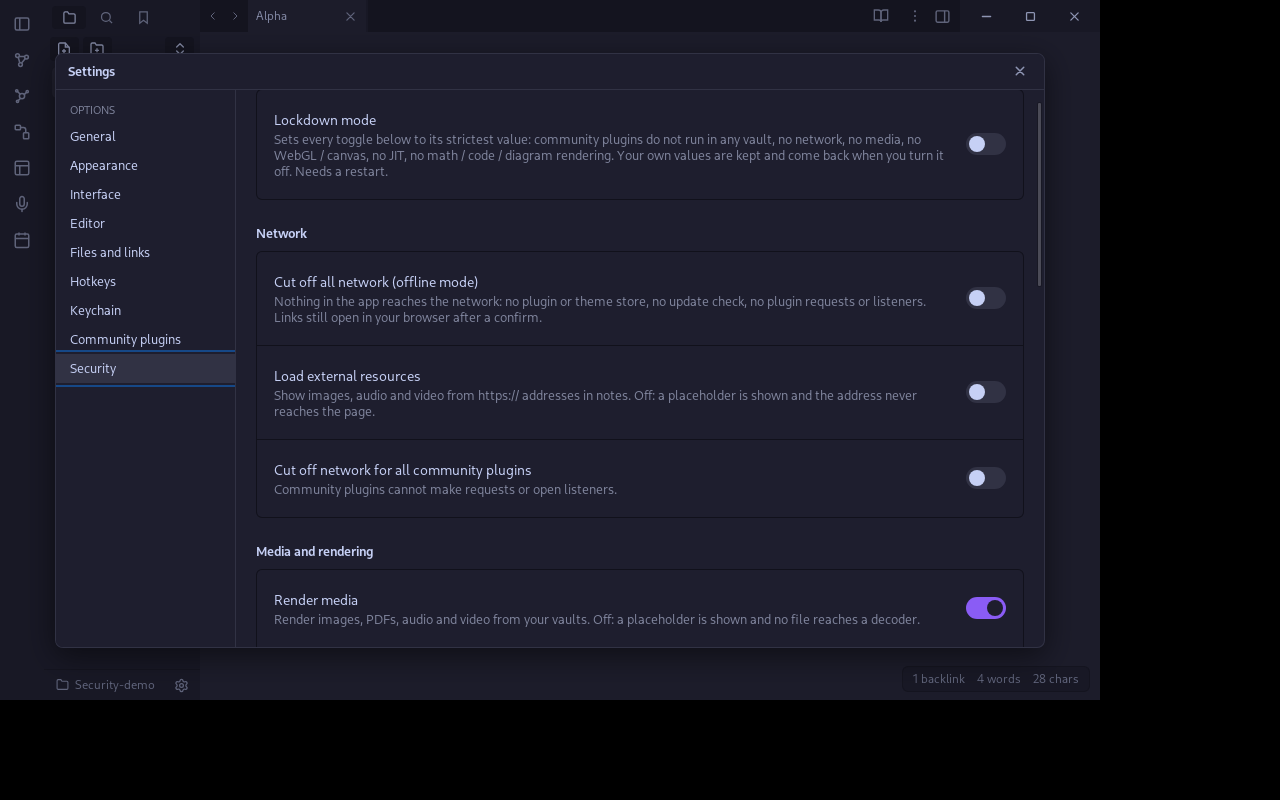 Alpha
Settings
OPTIONS
General
Appearance
Interface
Editor
Files and links
Hotkeys
Keychain
Community plugins
Security
Lockdown mode
Sets every toggle below to its strictest value: community plugins do not run in any vault, no network, no media, no
WebGL / canvas, no JIT, no math / code / diagram rendering. Your own values are kept and come back when you turn it
off. Needs a restart.
Network
Cut off all network (offline mode)
Nothing in the app reaches the network: no plugin or theme store, no update check, no plugin requests or listeners.
Links still open in your browser after a confirm.
Load external resources
Show images, audio and video from https:// addresses in notes. Off: a placeholder is shown and the address never
reaches the page.
Cut off network for all community plugins
Community plugins cannot make requests or open listeners.
Media and rendering
Render media
Render images, PDFs, audio and video from your vaults. Off: a placeholder is shown and no file reaches a decoder.
Security-demo
1 backlink 4 words 28 chars